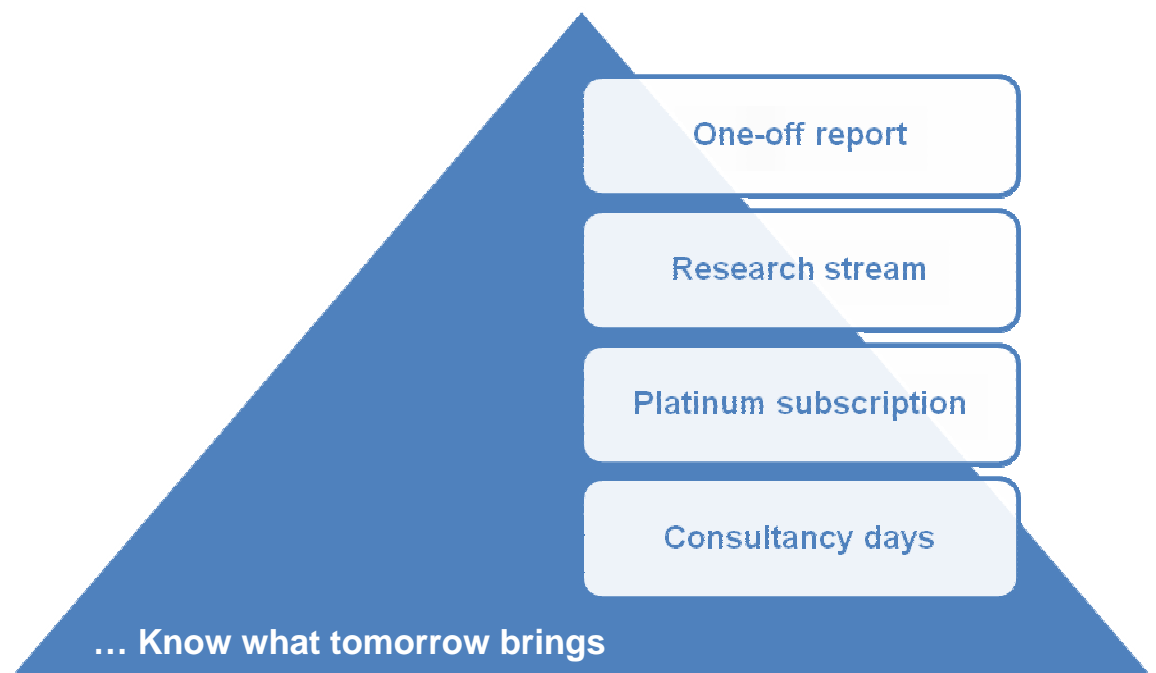 One-off report
Research stream
Platinum subscription
Consultancy days
… Know what tomorrow brings